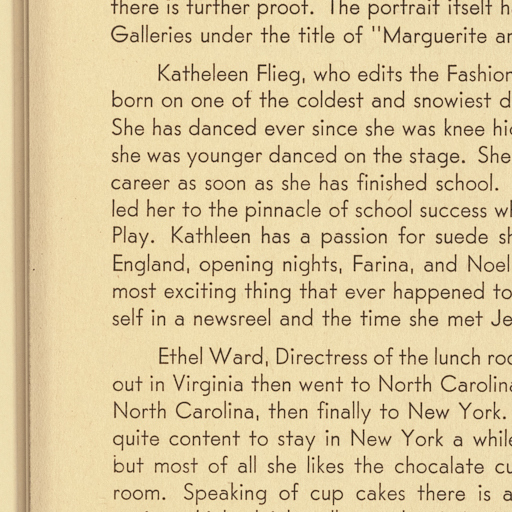 there is further proof. The portrait itself h
Galleries under the title of "Marguerite an
Katheleen Flieg, who edits the Fashion
born on one of the coldest and snowiest d
She has danced ever since she was knee hig
she was younger danced on the stage. She
career as soon as she has finished school.
led her to the pinnacle of school success wh
Play. Kathleen has a passion for suede sh
England, opening nights, Farina, and Noel
most exciting thing that ever happened to
self in a newsreel and the time she met Je
Ethel Ward, Directress of the lunch roo
out in Virginia then went to North Carolina
North Carolina, then finally to New York.
quite content to stay in New York a while
but most of all she likes the chocalate cu
room. Speaking of cup cakes there is a